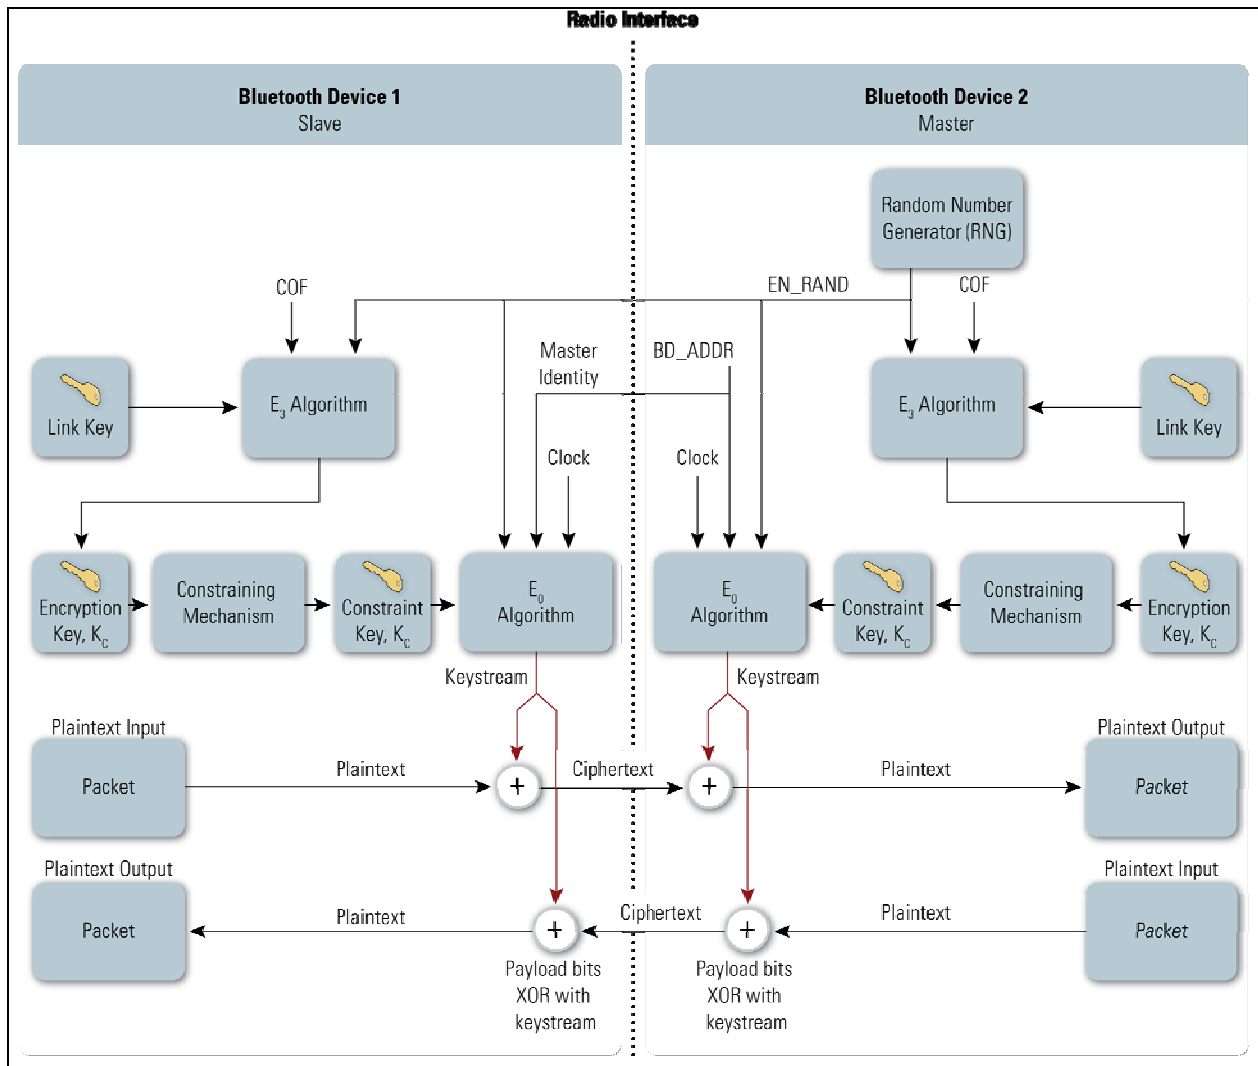 Radio Interface
Bluetooth Device 1
Slave
Bluetooth Device 2
Master
Random Number
Generator (RNG)
COF
EN_RAND
COF
Master
Identity
BD_ADDR
Link Key
E3 Algorithm
E3 Algorithm
Link Key
Clock
Clock
Encryption
Key, KC
Constraining
Mechanism
Constraint
Key, KC
E0
Algorithm
E0
Algorithm
Constraint
Key, KC
Constraining
Mechanism
Encryption
Key, KC
Keystream
Keystream
Plaintext Input
Packet
Plaintext
+
Ciphertext
+
Plaintext
Plaintext Output
Packet
Plaintext Output
Packet
Plaintext
+
Ciphertext
+
Plaintext
Plaintext Input
Packet
Payload bits
XOR with
keystream
Payload bits
XOR with
keystream